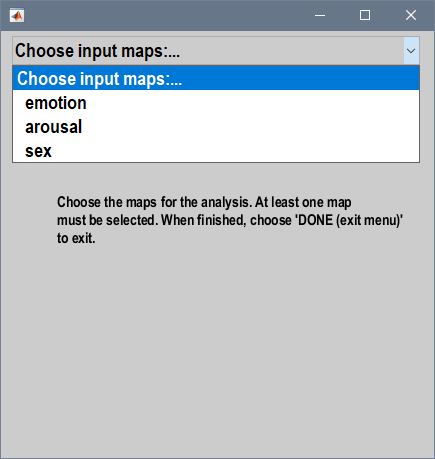 Choose input maps:...
Choose input maps:...
emotion
arousal
sex
Choose the maps for the analysis. At least one map
must be selected. When finished, choose 'DONE (exit menu)'
to exit.